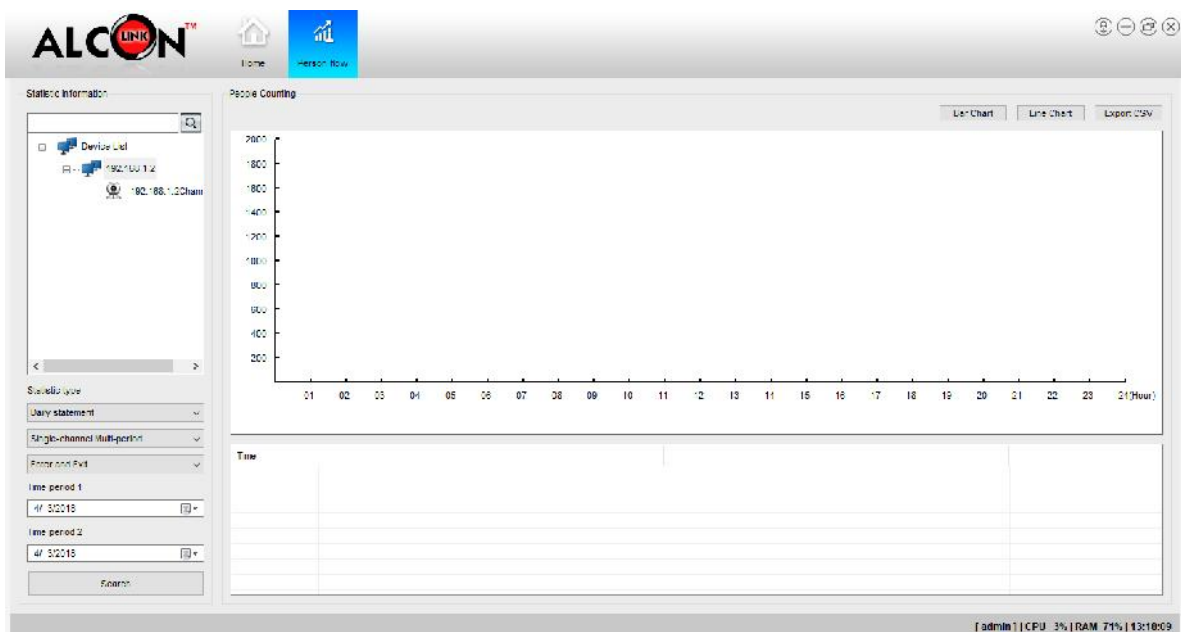 ALCON LINK TM
Home
Person flow
Statistic Information
Device List
192.168.1.2
192.168.1.2Chann
Statistic type
Daily statement
Single-channel Multi-period
Enter and Exit
Time period 1
4/ 3/2018
Time period 2
4/ 3/2018
Search
People Counting
Bar Chart Line Chart Export CSV
2000
1800
1600
1400
1200
1000
800
600
400
200
01 02 03 04 05 06 07 08 09 10 11 12 13 14 15 16 17 18 19 20 21 22 23 24(Hour)
Time
[ admin ] | CPU 3% | RAM 71% | 13:18:09